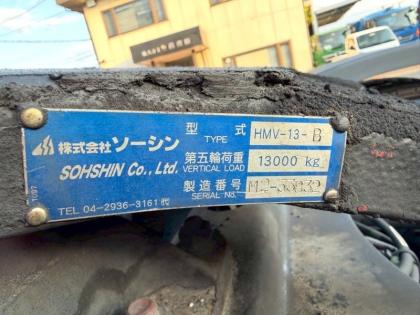 株式会社ソーシン
SOHSHIN Co., Ltd.
TEL 04-2936-3161 代
型 式 HMV-13-B
TYPE
第五輪荷重 13000 kg
VERTICAL LOAD
製造番号
SERIAL No.